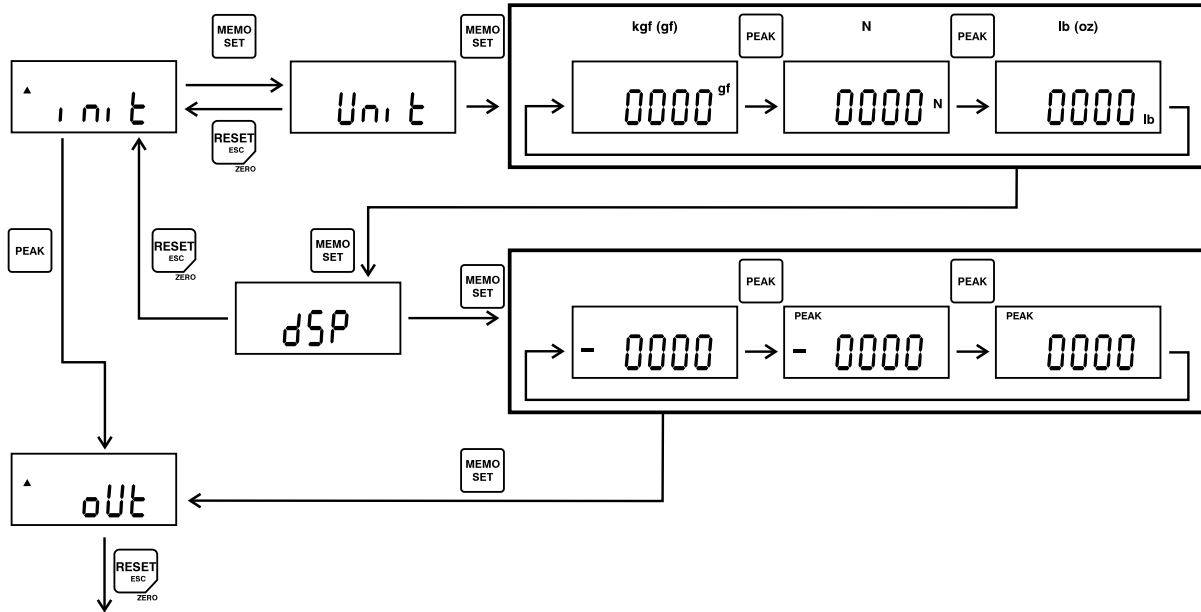 MEMO
SET
MEMO
SET
kgf (gf)
PEAK
N
PEAK
lb (oz)
init
Unit
0000 gf
0000 N
0000 lb
RESET
ESC
ZERO
PEAK
RESET
ESC
ZERO
MEMO
SET
MEMO
SET
PEAK
PEAK
dSP
- 0000
PEAK
- 0000
PEAK
0000
MEMO
SET
oUt
RESET
ESC
ZERO